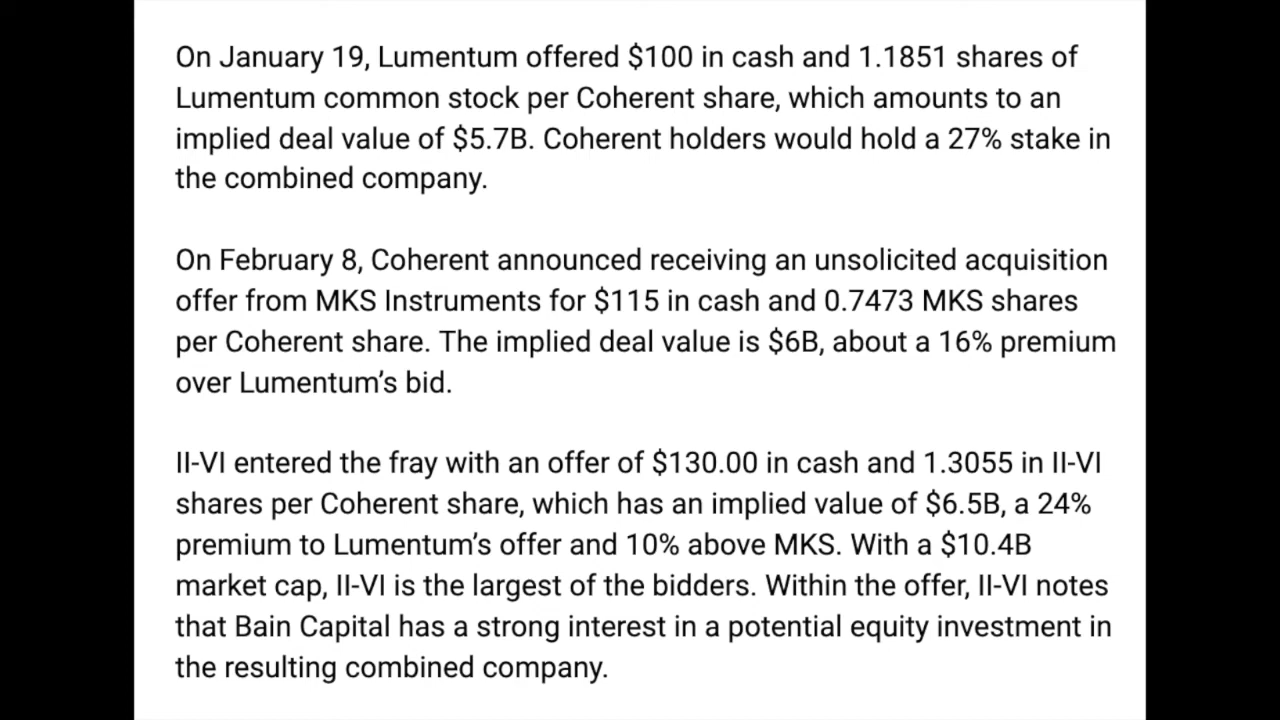 On January 19, Lumentum offered $100 in cash and 1.1851 shares of
Lumentum common stock per Coherent share, which amounts to an
implied deal value of $5.7B. Coherent holders would hold a 27% stake in
the combined company.
On February 8, Coherent announced receiving an unsolicited acquisition
offer from MKS Instruments for $115 in cash and 0.7473 MKS shares
per Coherent share. The implied deal value is $6B, about a 16% premium
over Lumentum’s bid.
II-VI entered the fray with an offer of $130.00 in cash and 1.3055 in II-VI
shares per Coherent share, which has an implied value of $6.5B, a 24%
premium to Lumentum’s offer and 10% above MKS. With a $10.4B
market cap, II-VI is the largest of the bidders. Within the offer, II-VI notes
that Bain Capital has a strong interest in a potential equity investment in
the resulting combined company.